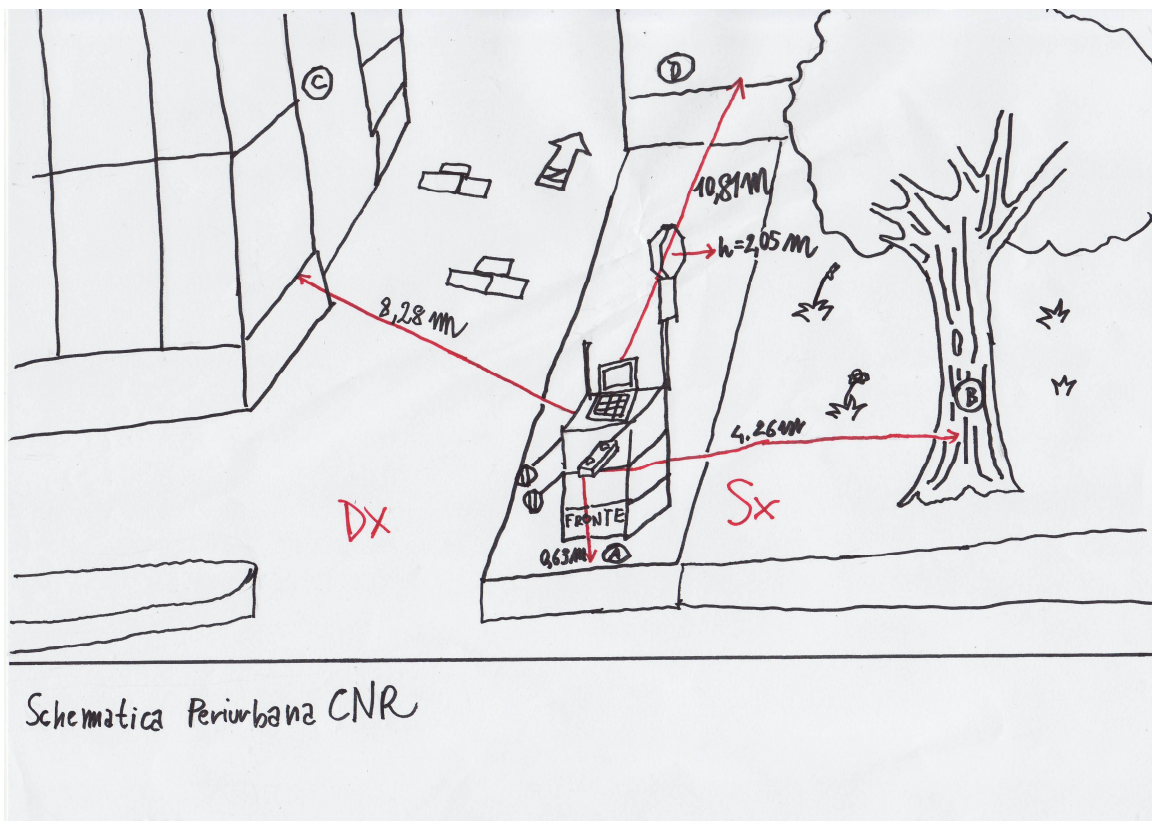 C
D
N
10,81 m
h=2,05 m
8,28 m
B
4.26 m
DX
Sx
FRONTE
0,63 m A
Schematica Periurbana CNR